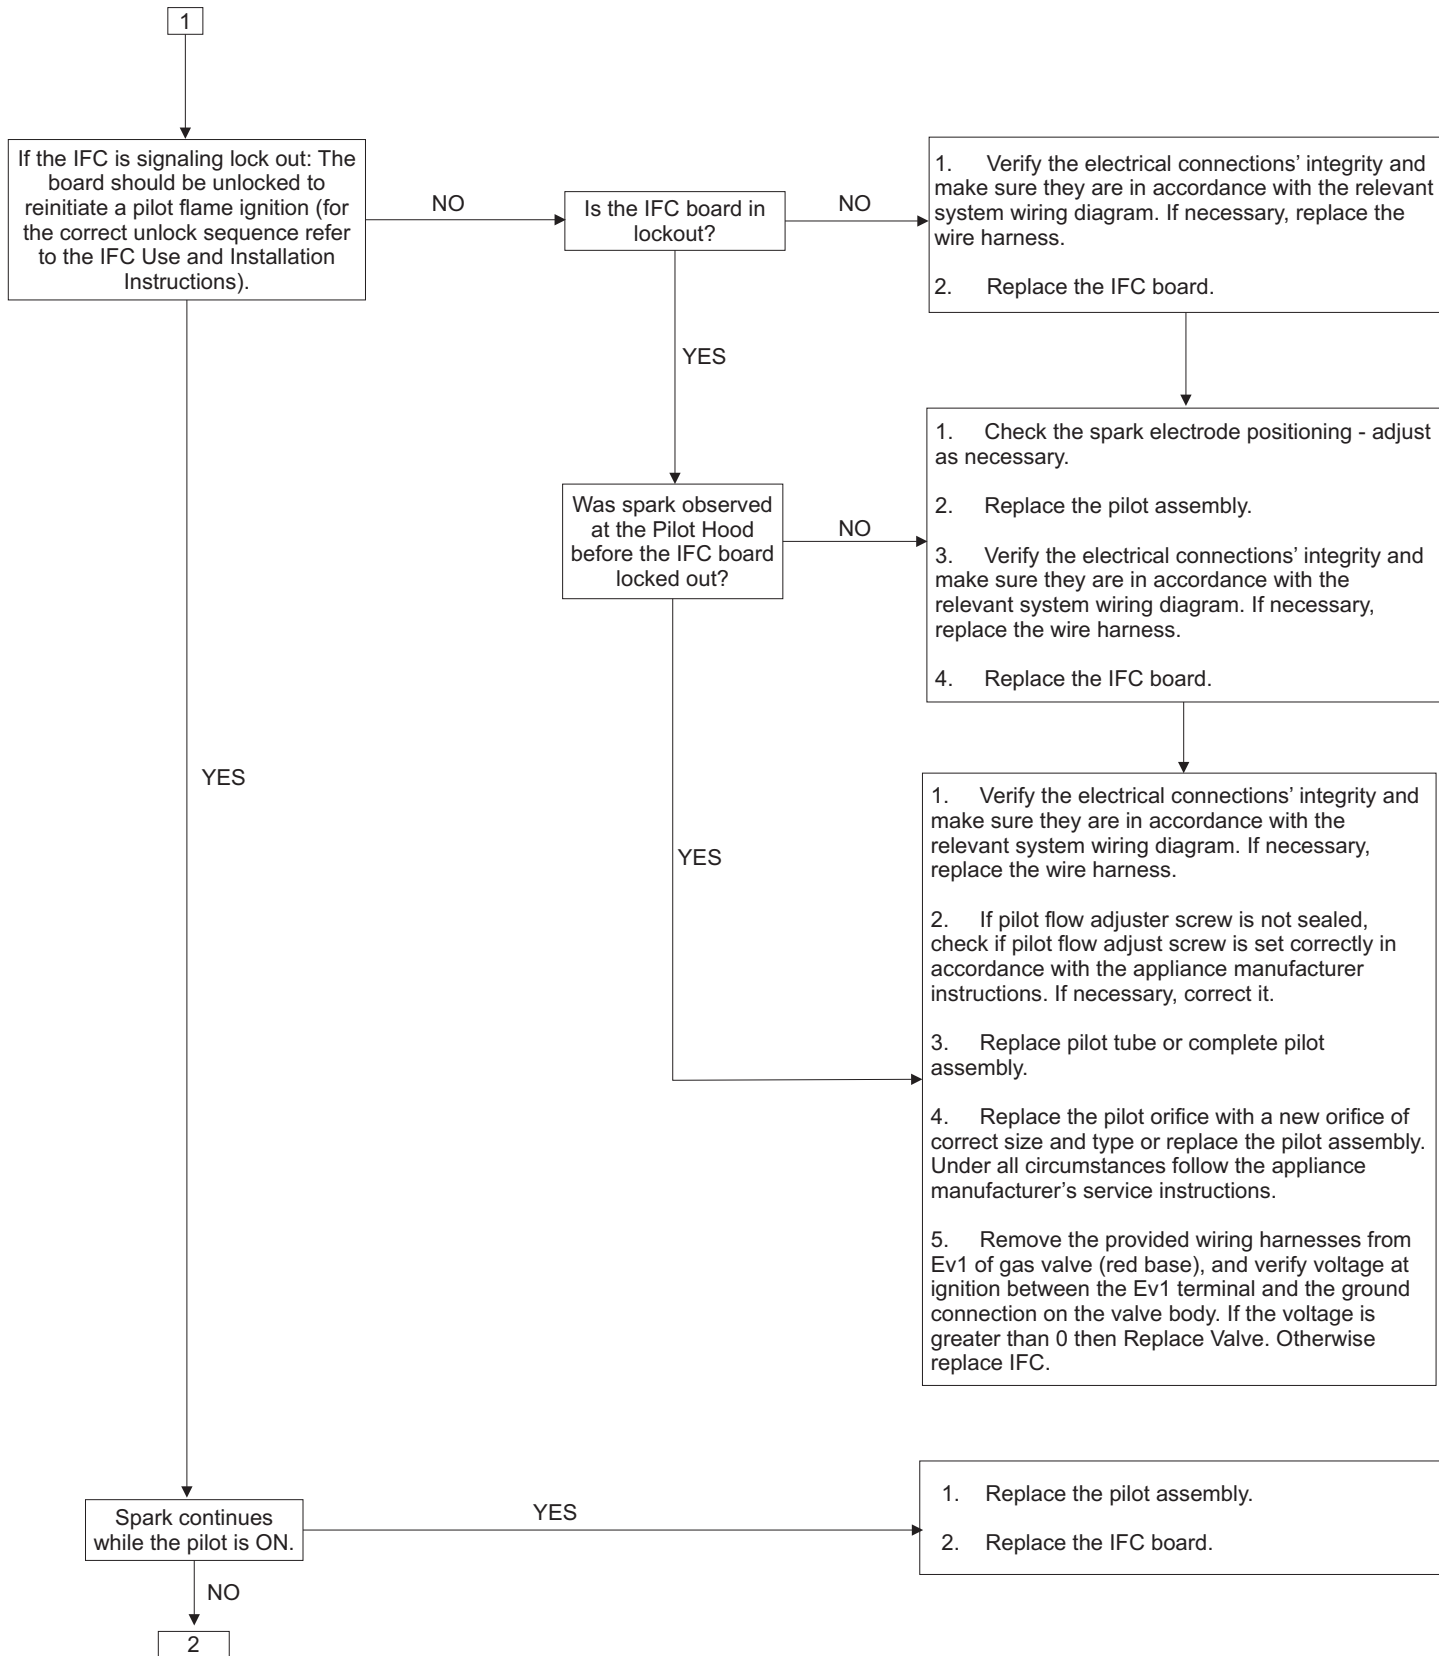 1
If the IFC is signaling lock out: The
board should be unlocked to
reinitiate a pilot flame ignition (for
the correct unlock sequence refer
to the IFC Use and Installation
Instructions).
NO
Is the IFC board in
lockout?
NO
1. Verify the electrical connections’ integrity and
make sure they are in accordance with the relevant
system wiring diagram. If necessary, replace the
wire harness.
2. Replace the IFC board.
YES
Was spark observed
at the Pilot Hood
before the IFC board
locked out?
NO
1. Check the spark electrode positioning - adjust
as necessary.
2. Replace the pilot assembly.
3. Verify the electrical connections’ integrity and
make sure they are in accordance with the
relevant system wiring diagram. If necessary,
replace the wire harness.
4. Replace the IFC board.
YES
YES
1. Verify the electrical connections’ integrity and
make sure they are in accordance with the
relevant system wiring diagram. If necessary,
replace the wire harness.
2. If pilot flow adjuster screw is not sealed,
check if pilot flow adjust screw is set correctly in
accordance with the appliance manufacturer
instructions. If necessary, correct it.
3. Replace pilot tube or complete pilot
assembly.
4. Replace the pilot orifice with a new orifice of
correct size and type or replace the pilot assembly.
Under all circumstances follow the appliance
manufacturer’s service instructions.
5. Remove the provided wiring harnesses from
Ev1 of gas valve (red base), and verify voltage at
ignition between the Ev1 terminal and the ground
connection on the valve body. If the voltage is
greater than 0 then Replace Valve. Otherwise
replace IFC.
Spark continues
while the pilot is ON.
YES
1. Replace the pilot assembly.
2. Replace the IFC board.
NO
2